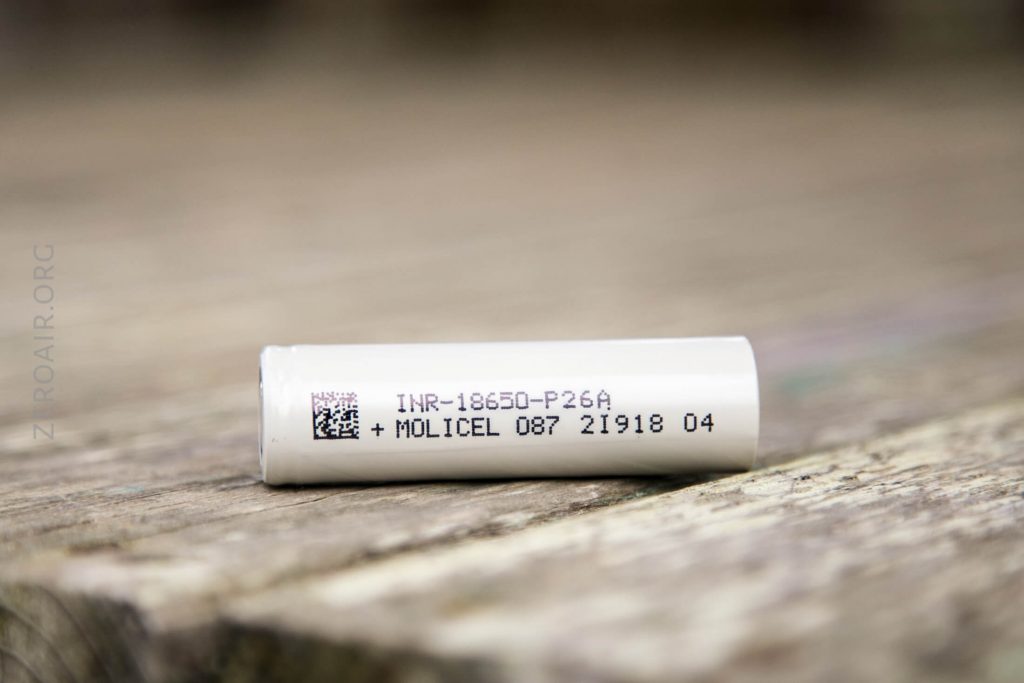 ZEROAIR.ORG
INR-18650-P26A
+ MOLICEL 087 2I918 04